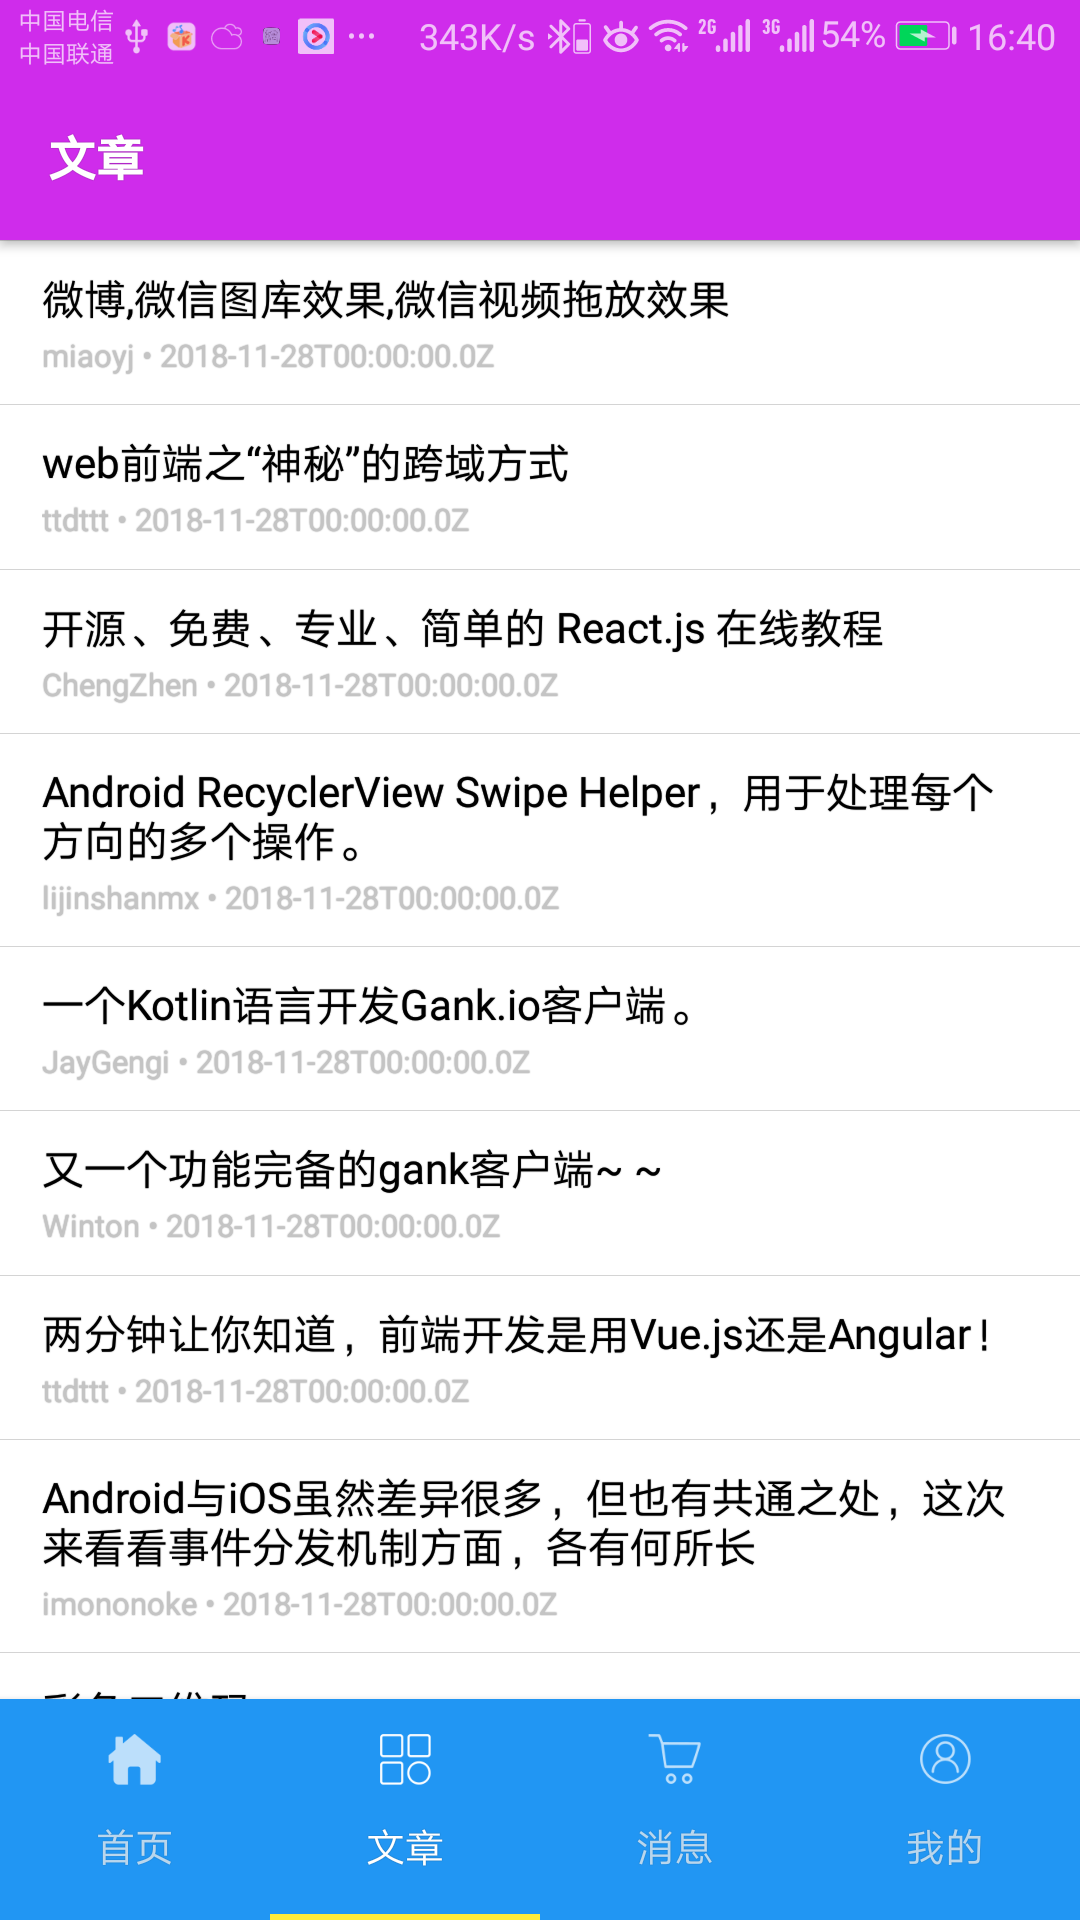 中国电信
中国联通
343K/s 2G 3G 54% 16:40
文章
微博,微信图库效果,微信视频拖放效果
miaoyj • 2018-11-28T00:00:00.0Z
web前端之“神秘”的跨域方式
ttdttt • 2018-11-28T00:00:00.0Z
开源、免费、专业、简单的 React.js 在线教程
ChengZhen • 2018-11-28T00:00:00.0Z
Android RecyclerView Swipe Helper，用于处理每个
方向的多个操作。
lijinshanmx • 2018-11-28T00:00:00.0Z
一个Kotlin语言开发Gank.io客户端。
JayGengi • 2018-11-28T00:00:00.0Z
又一个功能完备的gank客户端~ ~
Winton • 2018-11-28T00:00:00.0Z
两分钟让你知道，前端开发是用Vue.js还是Angular！
ttdttt • 2018-11-28T00:00:00.0Z
Android与iOS虽然差异很多，但也有共通之处，这次
来看看事件分发机制方面，各有何所长
imononoke • 2018-11-28T00:00:00.0Z
首页 文章 消息 我的